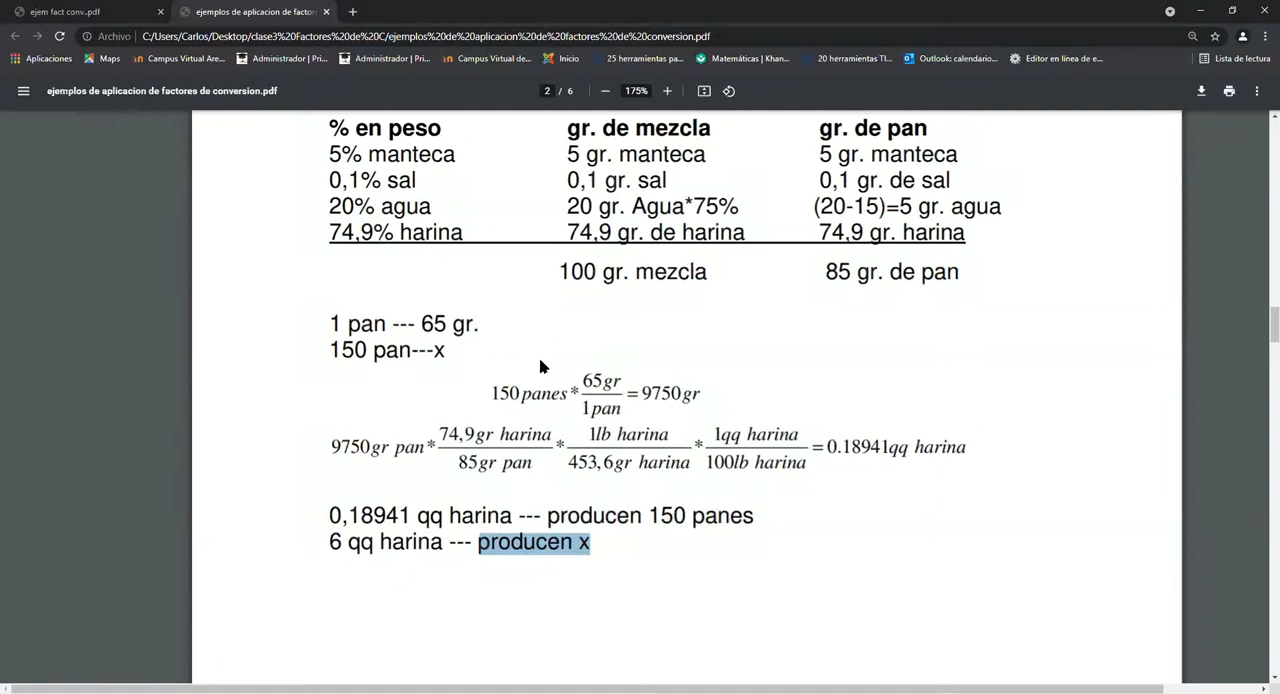 ejem fact conv..pdf
ejemplos de aplicacion de factor
Archivo
C:/Users/Carlos/Desktop/clase3%20Factores%20de%20C/ejemplos%20de%20aplicacion%20de%20factores%20de%20conversion.pdf
Aplicaciones Maps Campus Virtual Are... Administrador | Pri... Administrador | Pri... Campus Virtual de... Inicio 25 herramientas pa... Matemáticas | Khan... 20 herramientas TI... Outlook: calendario... Editor en línea de e... Lista de lectura
ejemplos de aplicacion de factores de conversion.pdf 2 / 6 175%
% en peso gr. de mezcla gr. de pan
5% manteca 5 gr. manteca 5 gr. manteca
0,1% sal 0,1 gr. sal 0,1 gr. de sal
20% agua 20 gr. Agua*75% (20-15)=5 gr. agua
74,9% harina 74,9 gr. de harina 74,9 gr. harina
100 gr. mezcla 85 gr. de pan
1 pan --- 65 gr.
150 pan---x
150 panes * 65gr / 1pan = 9750gr
9750gr pan * 74,9gr harina / 85gr pan * 1lb harina / 453,6gr harina * 1qq harina / 100lb harina = 0.18941qq harina
0,18941 qq harina --- producen 150 panes
6 qq harina --- producen x